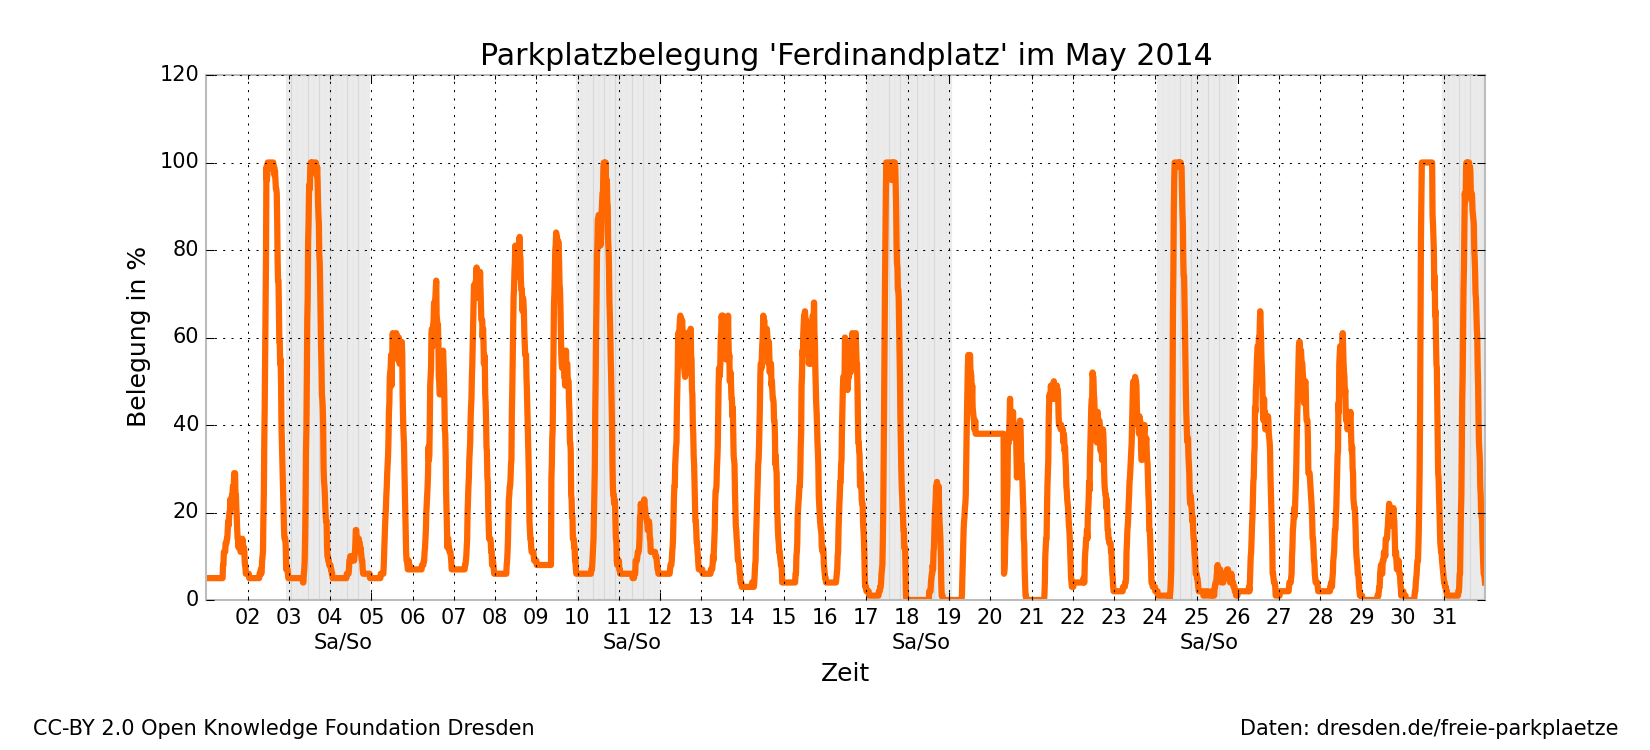 Parkplatzbelegung 'Ferdinandplatz' im May 2014
120
100
80
60
40
20
0
Belegung in %
02 03 04 05 06 07 08 09 10 11 12 13 14 15 16 17 18 19 20 21 22 23 24 25 26 27 28 29 30 31
Sa/So Sa/So Sa/So Sa/So
Zeit
CC-BY 2.0 Open Knowledge Foundation Dresden
Daten: dresden.de/freie-parkplaetze